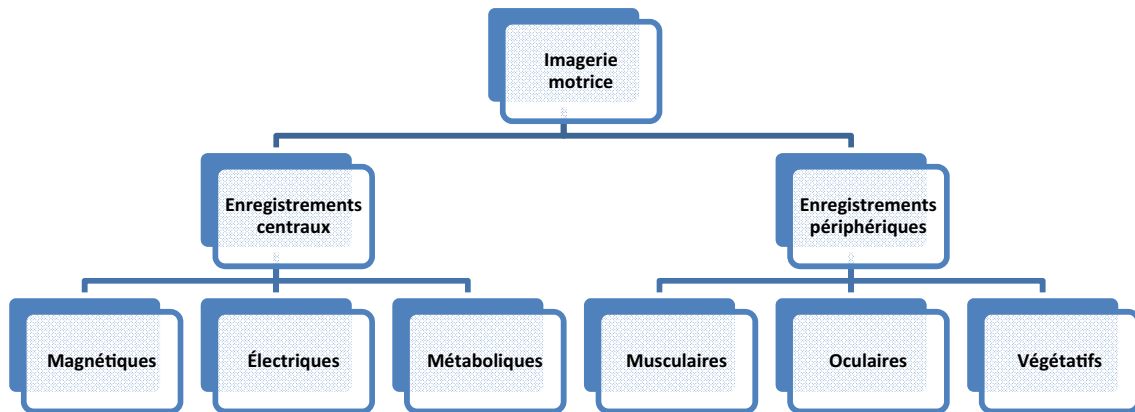 Imagerie
motrice
Enregistrements
centraux
Enregistrements
périphériques
Magnétiques
Électriques
Métaboliques
Musculaires
Oculaires
Végétatifs